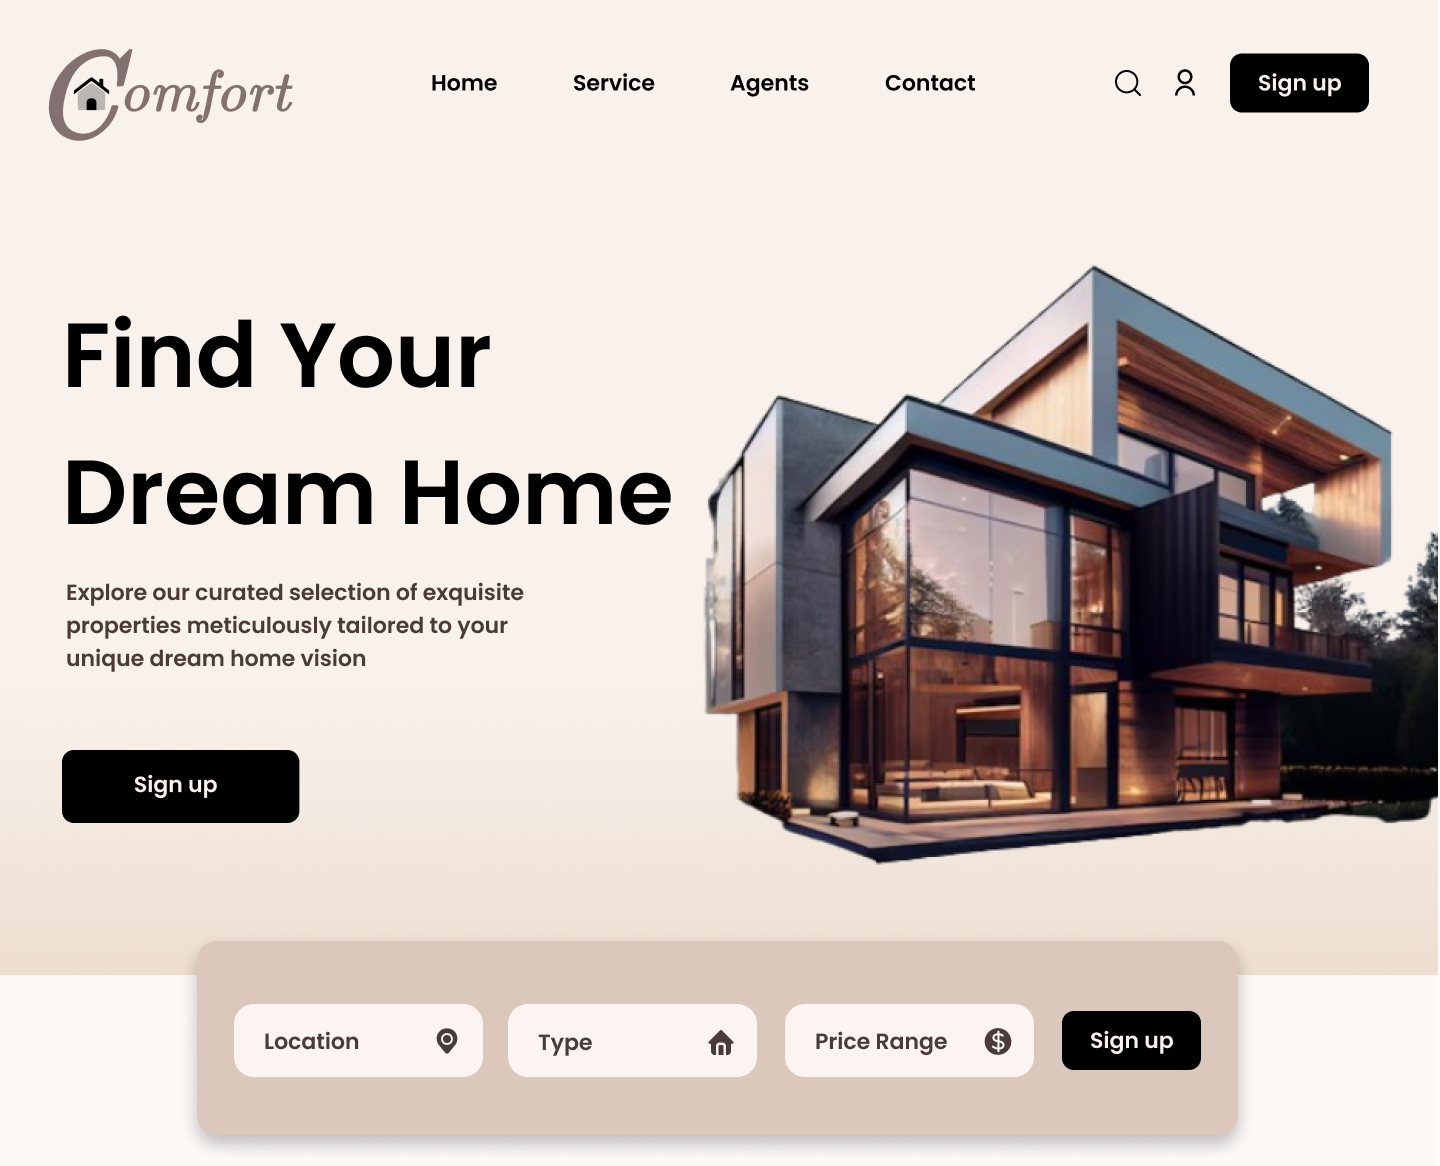 Comfort
Home
Service
Agents
Contact
Sign up
Find Your
Dream Home
Explore our curated selection of exquisite
properties meticulously tailored to your
unique dream home vision
Sign up
Location
Type
Price Range
Sign up